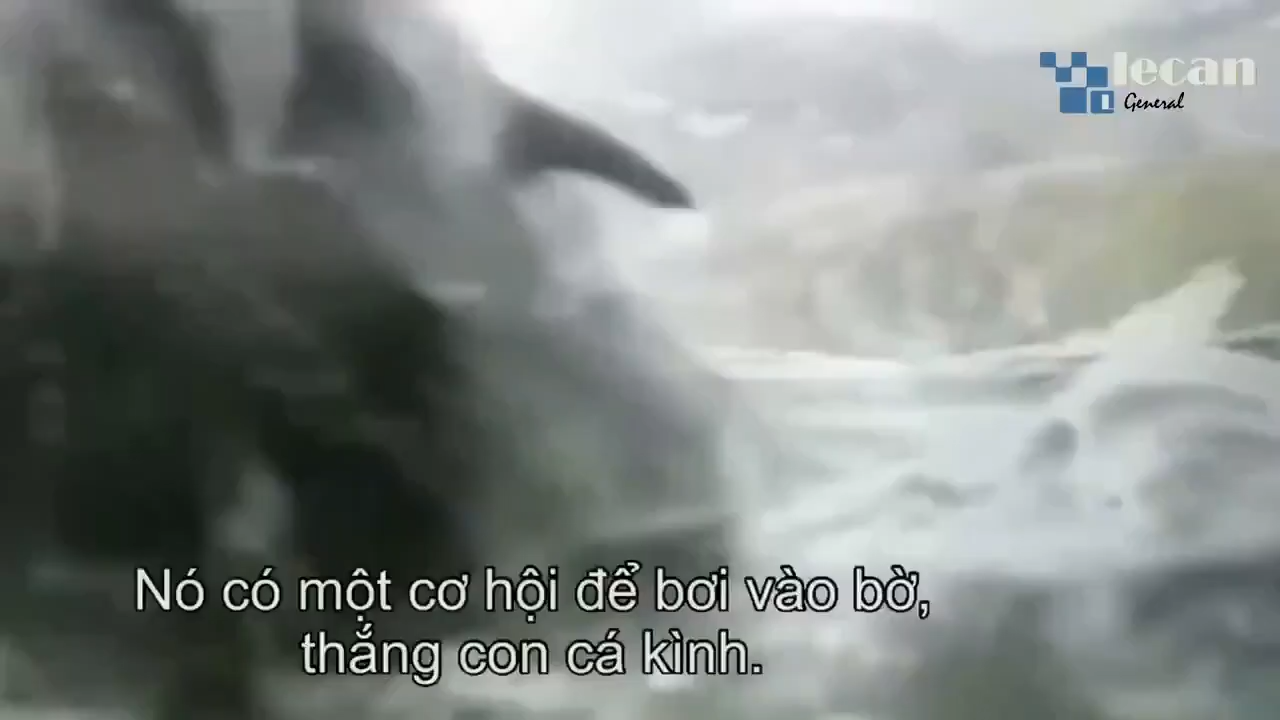 lecan
General
Nó có một cơ hội để bơi vào bờ,
thắng con cá kình.